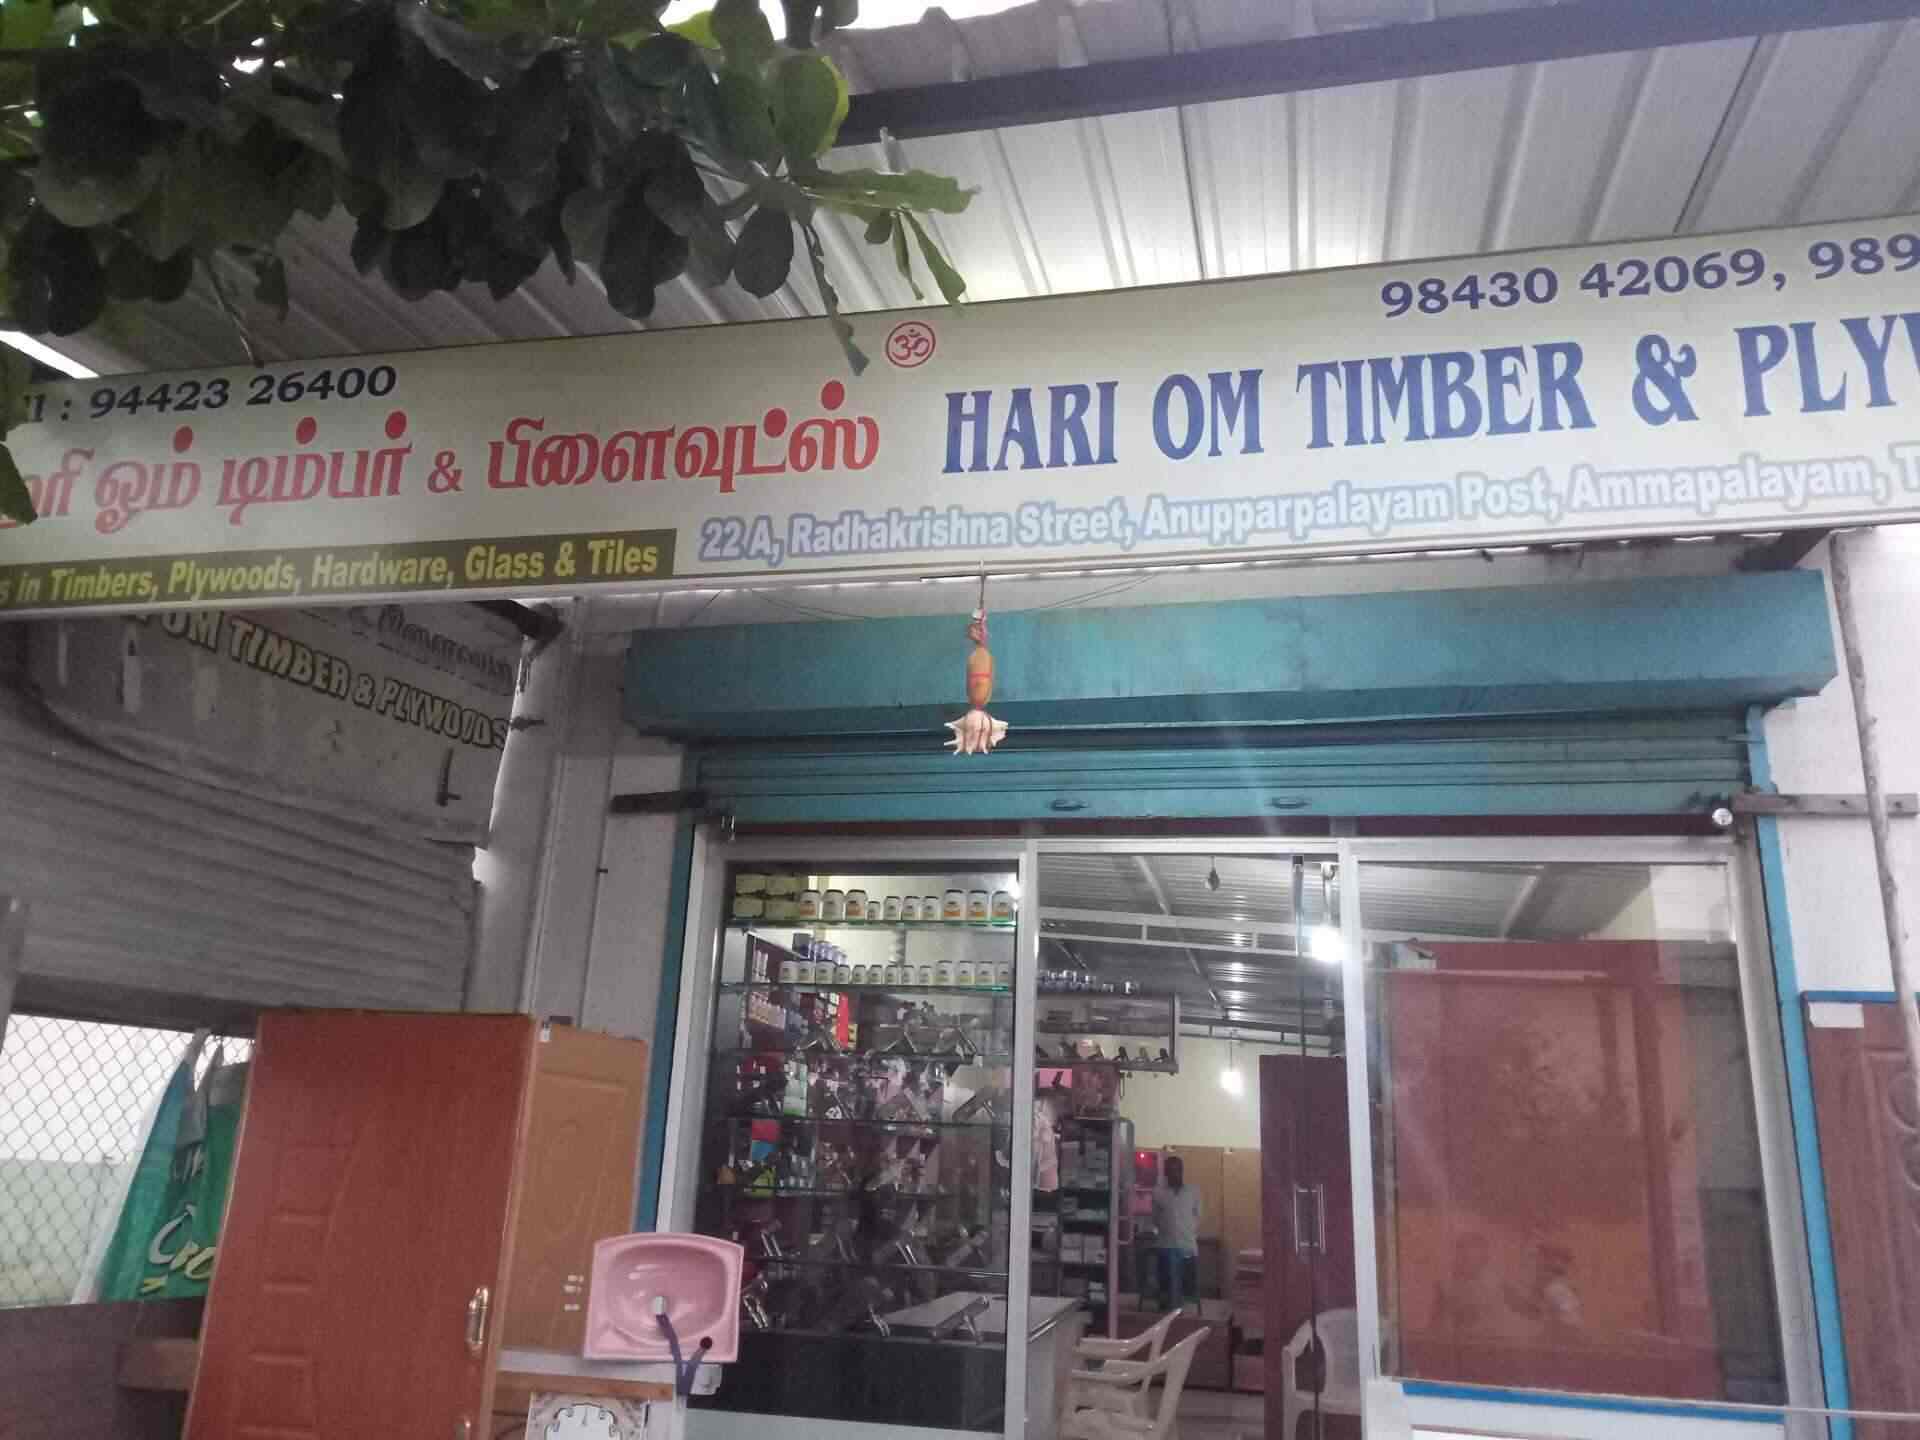 : 94423 26400
98430 42069, 989
ஓம் டிம்பர் & பிளைவுட்ஸ்
ॐ
HARI OM TIMBER & PLY
22 A, Radhakrishna Street, Anupparpalayam Post, Ammapalayam,
in Timbers, Plywoods, Hardware, Glass & Tiles
OM TIMBER & PLYWOODS